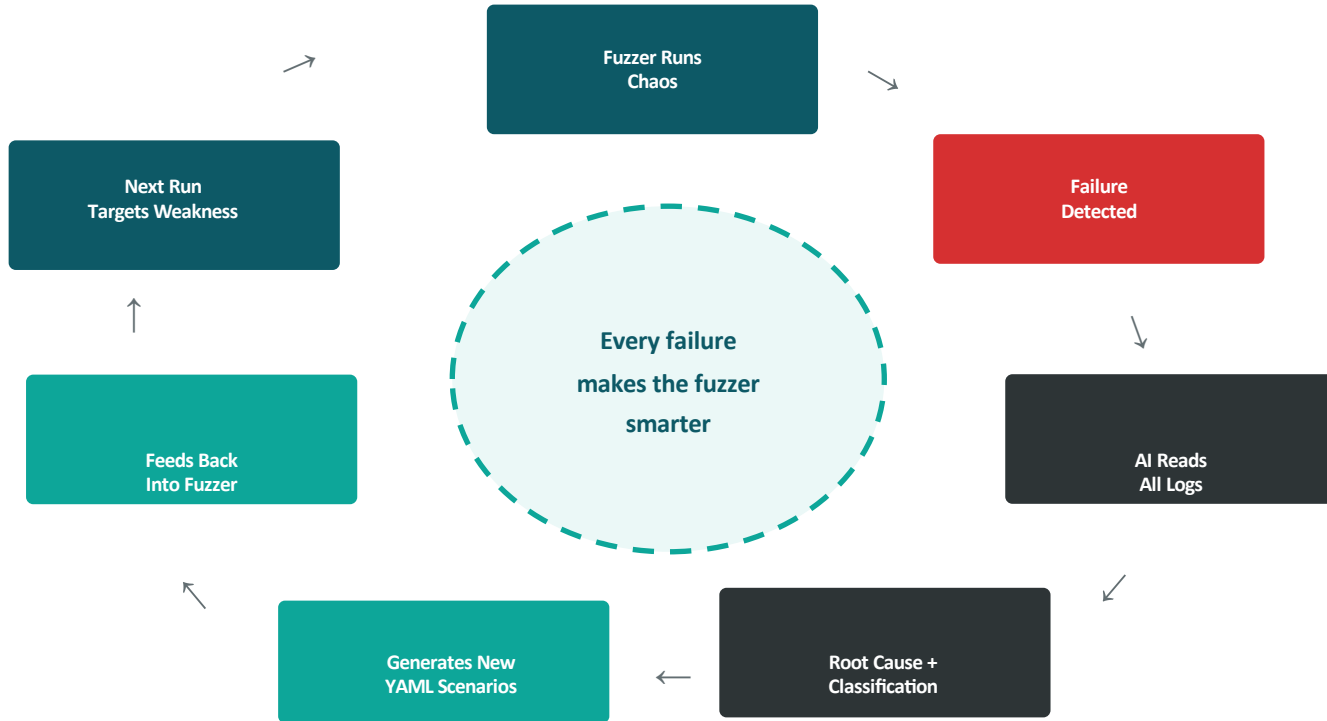 Fuzzer Runs
Chaos
Failure
Detected
AI Reads
All Logs
Root Cause +
Classification
Generates New
YAML Scenarios
Feeds Back
Into Fuzzer
Next Run
Targets Weakness
Every failure
makes the fuzzer
smarter